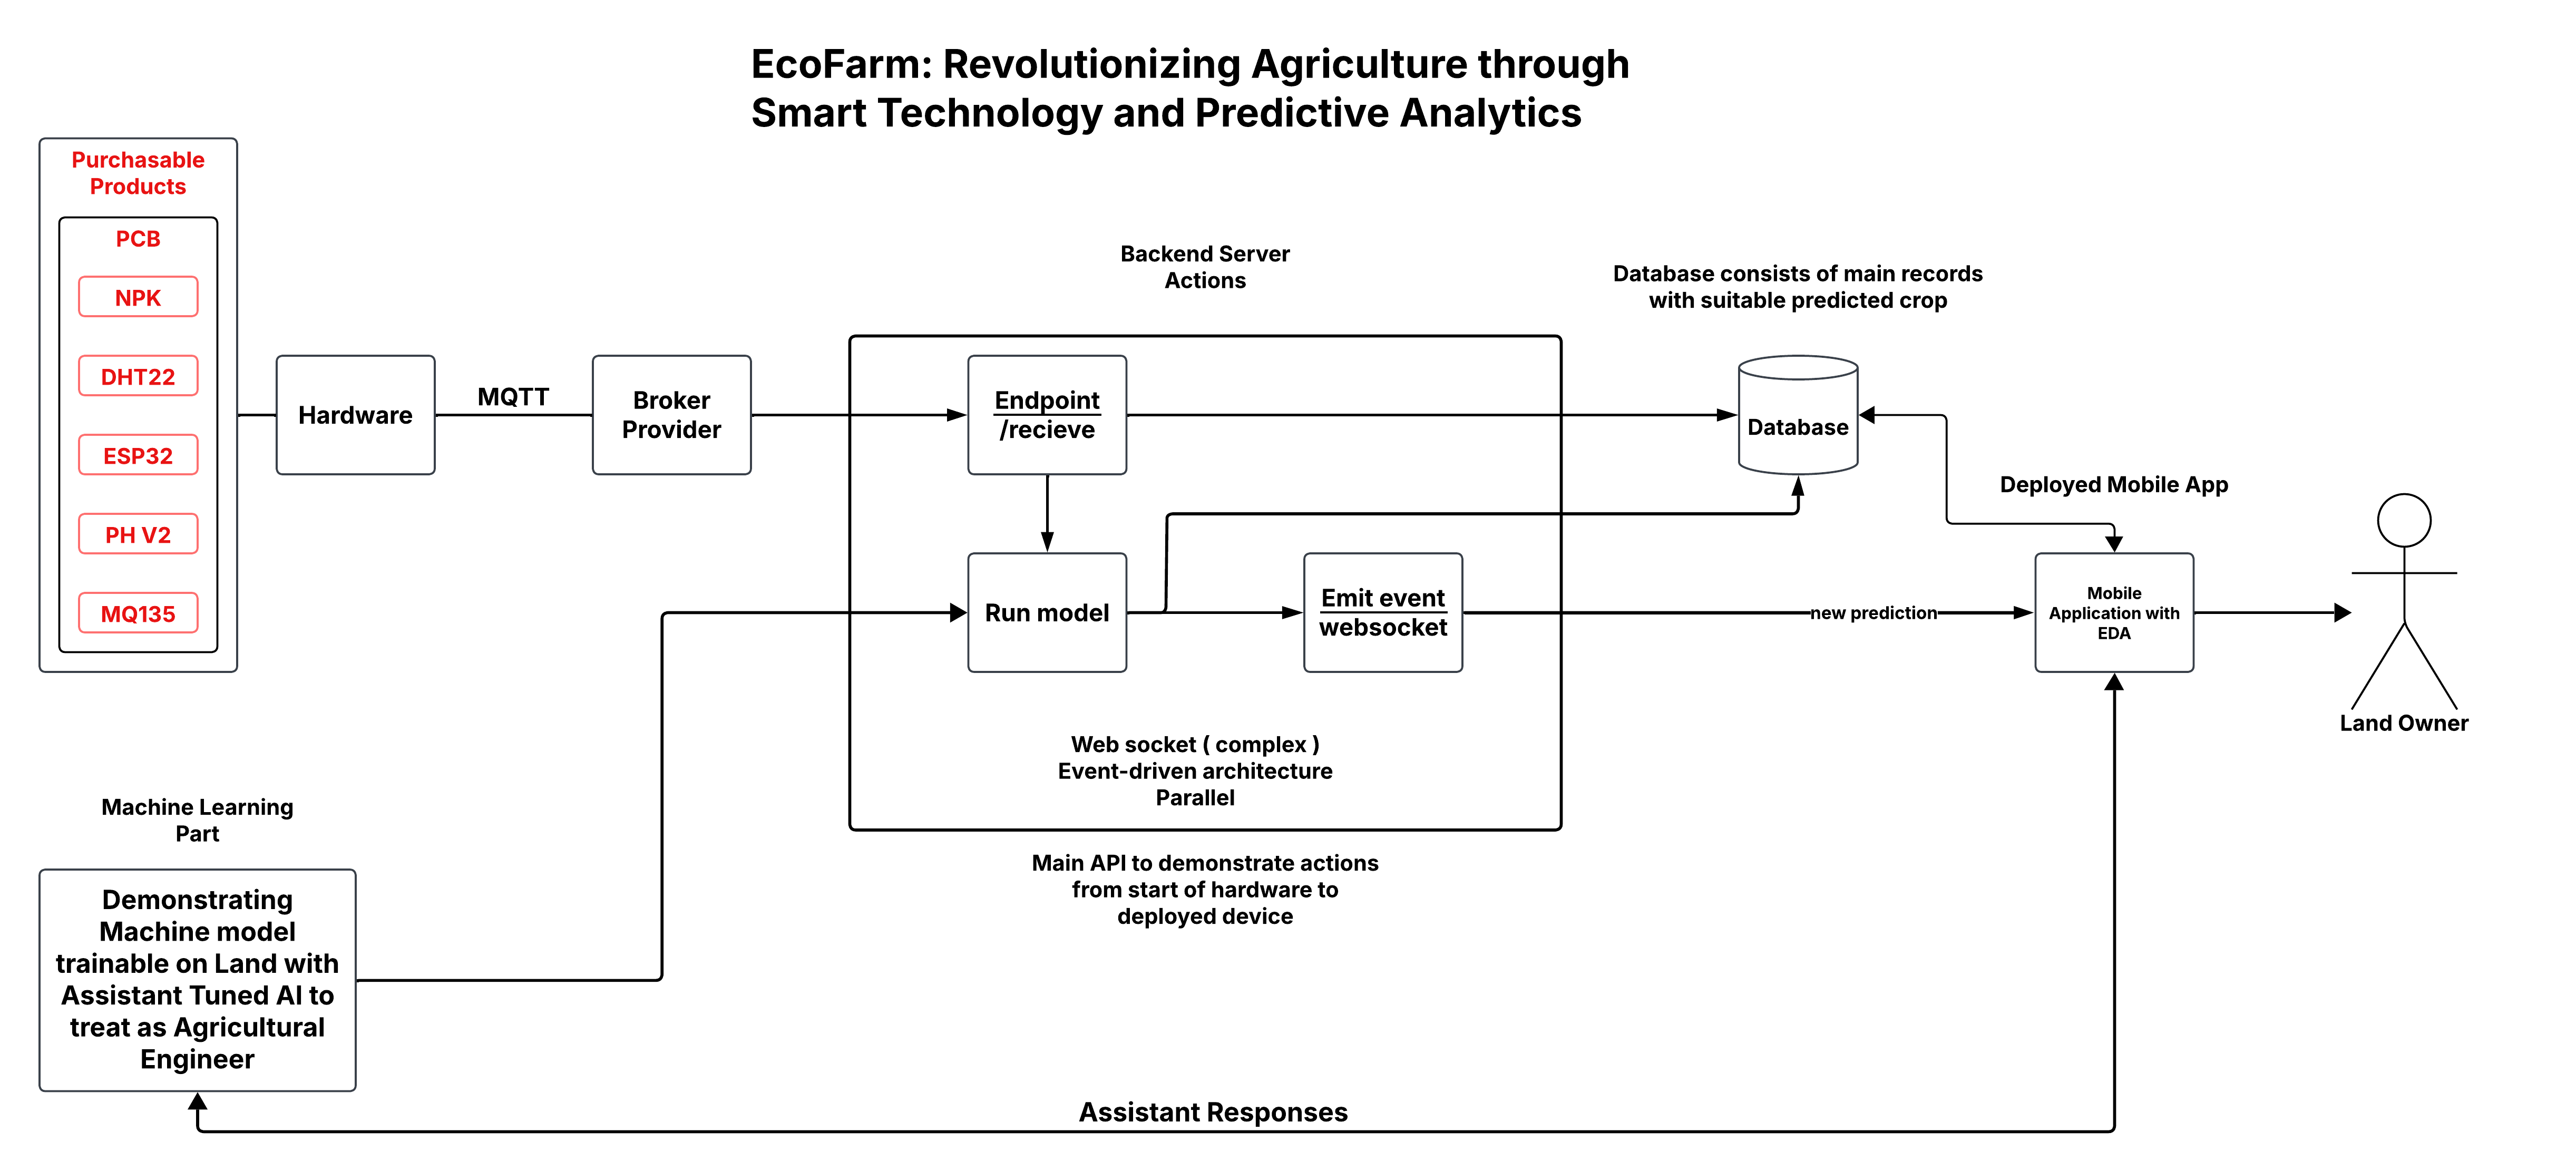 EcoFarm: Revolutionizing Agriculture through
Smart Technology and Predictive Analytics
Purchasable
Products
PCB
NPK
DHT22
ESP32
PH V2
MQ135
Hardware
MQTT
Broker
Provider
Backend Server
Actions
Endpoint
/recieve
Run model
Emit event
websocket
Web socket ( complex )
Event-driven architecture
Parallel
Main API to demonstrate actions
from start of hardware to
deployed device
Database consists of main records
with suitable predicted crop
Database
new prediction
Deployed Mobile App
Mobile
Application with
EDA
Land Owner
Machine Learning
Part
Demonstrating
Machine model
trainable on Land with
Assistant Tuned AI to
treat as Agricultural
Engineer
Assistant Responses